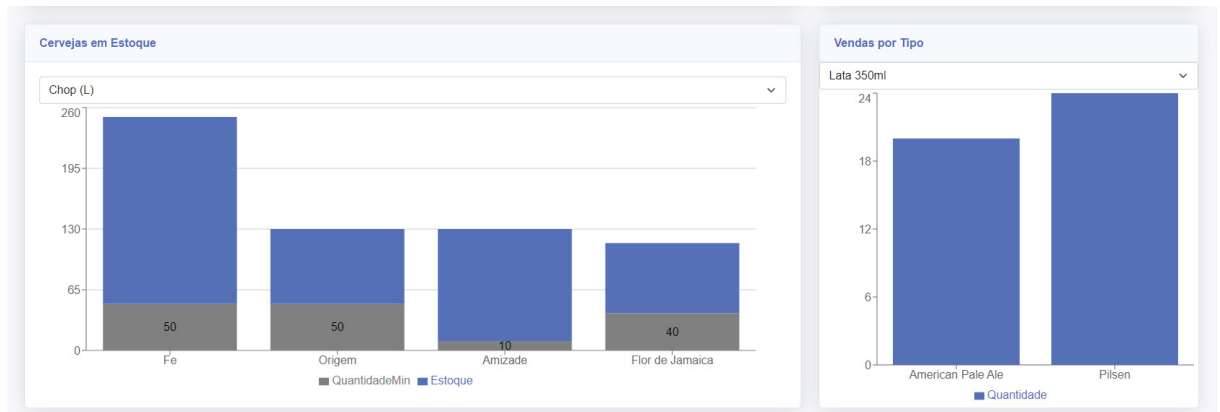 Cervejas em Estoque
Chop (L)
260
195
130
65
0
50
50
10
40
Fe
Origem
Amizade
Flor de Jamaica
QuantidadeMin
Estoque
Vendas por Tipo
Lata 350ml
24
18
12
6
0
American Pale Ale
Pilsen
Quantidade